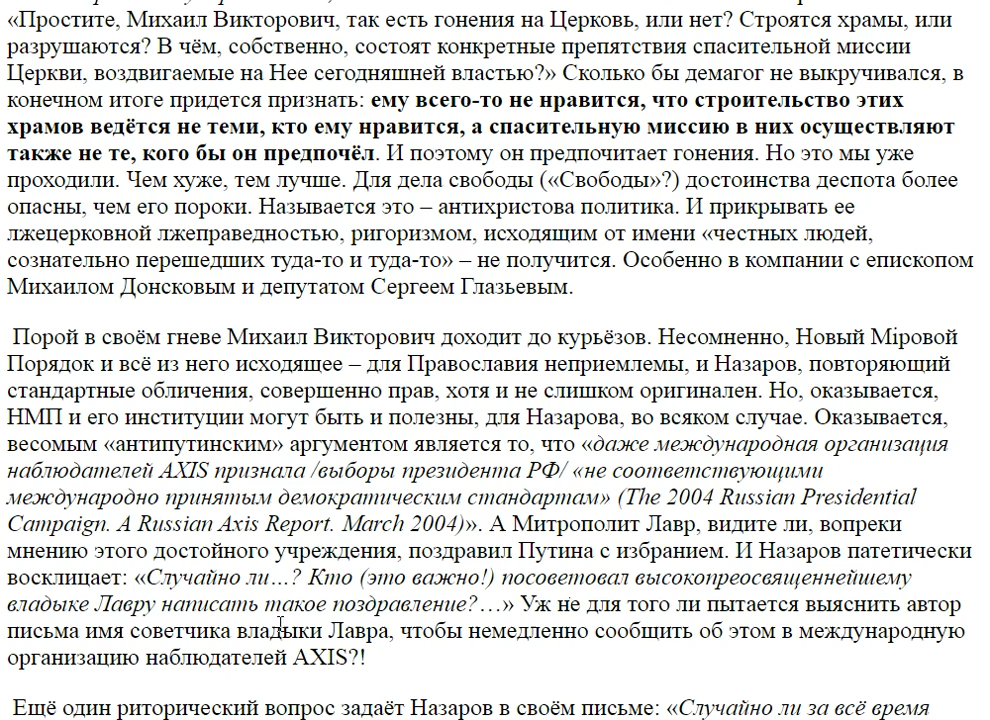 «Простите, Михаил Викторович, так есть гонения на Церковь, или нет? Строятся храмы, или
разрушаются? В чём, собственно, состоят конкретные препятствия спасительной миссии
Церкви, воздвигаемые на Нее сегодняшней властью?» Сколько бы демагог не выкручивался, в
конечном итоге придется признать: ему всего-то не нравится, что строительство этих
храмов ведётся не теми, кто ему нравится, а спасительную миссию в них осуществляют
также не те, кого бы он предпочёл. И поэтому он предпочитает гонения. Но это мы уже
проходили. Чем хуже, тем лучше. Для дела свободы («Свободы»?) достоинства деспота более
опасны, чем его пороки. Называется это – антихристова политика. И прикрывать ее
лжецерковной лжеправедностью, ригоризмом, исходящим от имени «честных людей,
сознательно перешедших туда-то и туда-то» – не получится. Особенно в компании с епископом
Михаилом Донсковым и депутатом Сергеем Глазьевым.
Порой в своём гневе Михаил Викторович доходит до курьёзов. Несомненно, Новый Мiровой
Порядок и всё из него исходящее – для Православия неприемлемы, и Назаров, повторяющий
стандартные обличения, совершенно прав, хотя и не слишком оригинален. Но, оказывается,
НМП и его институции могут быть и полезны, для Назарова, во всяком случае. Оказывается,
весомым «антипутинским» аргументом является то, что «даже международная организация
наблюдателей AXIS признала /выборы президента РФ/ «не соответствующими
международно принятым демократическим стандартам» (The 2004 Russian Presidential
Campaign. A Russian Axis Report. March 2004)». А Митрополит Лавр, видите ли, вопреки
мнению этого достойного учреждения, поздравил Путина с избранием. И Назаров патетически
восклицает: «Случайно ли…? Кто (это важно!) посоветовал высокопреосвященнейшему
владыке Лавру написать такое поздравление?…» Уж не для того ли пытается выяснить автор
письма имя советчика владыки Лавра, чтобы немедленно сообщить об этом в международную
организацию наблюдателей AXIS?!
Ещё один риторический вопрос задаёт Назаров в своём письме: «Случайно ли за всё время